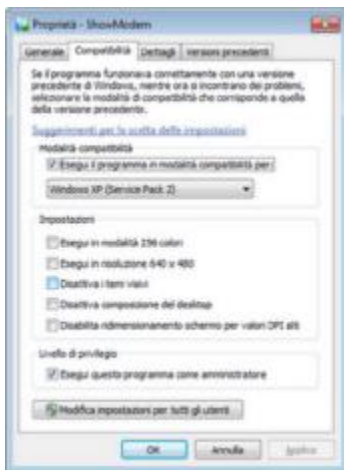 Proprietà - ShowModem
Generale Compatibilità Dettagli Versioni precedenti
Se il programma funzionava correttamente con una versione
precedente di Windows, mentre ora si incontrano dei problemi,
selezionare la modalità di compatibilità che corrisponde a quella
della versione precedente.
Suggerimenti per la scelta delle impostazioni
Modalità compatibilità
Esegui il programma in modalità compatibilità per:
Windows XP (Service Pack 2)
Impostazioni
Esegui in modalità 256 colori
Esegui in risoluzione 640 x 480
Disattiva i temi visivi
Disattiva composizione del desktop
Disabilita ridimensionamento schermo per valori DPI alti
Livello di privilegio
Esegui questo programma come amministratore
Modifica impostazioni per tutti gli utenti
OK Annulla Applica